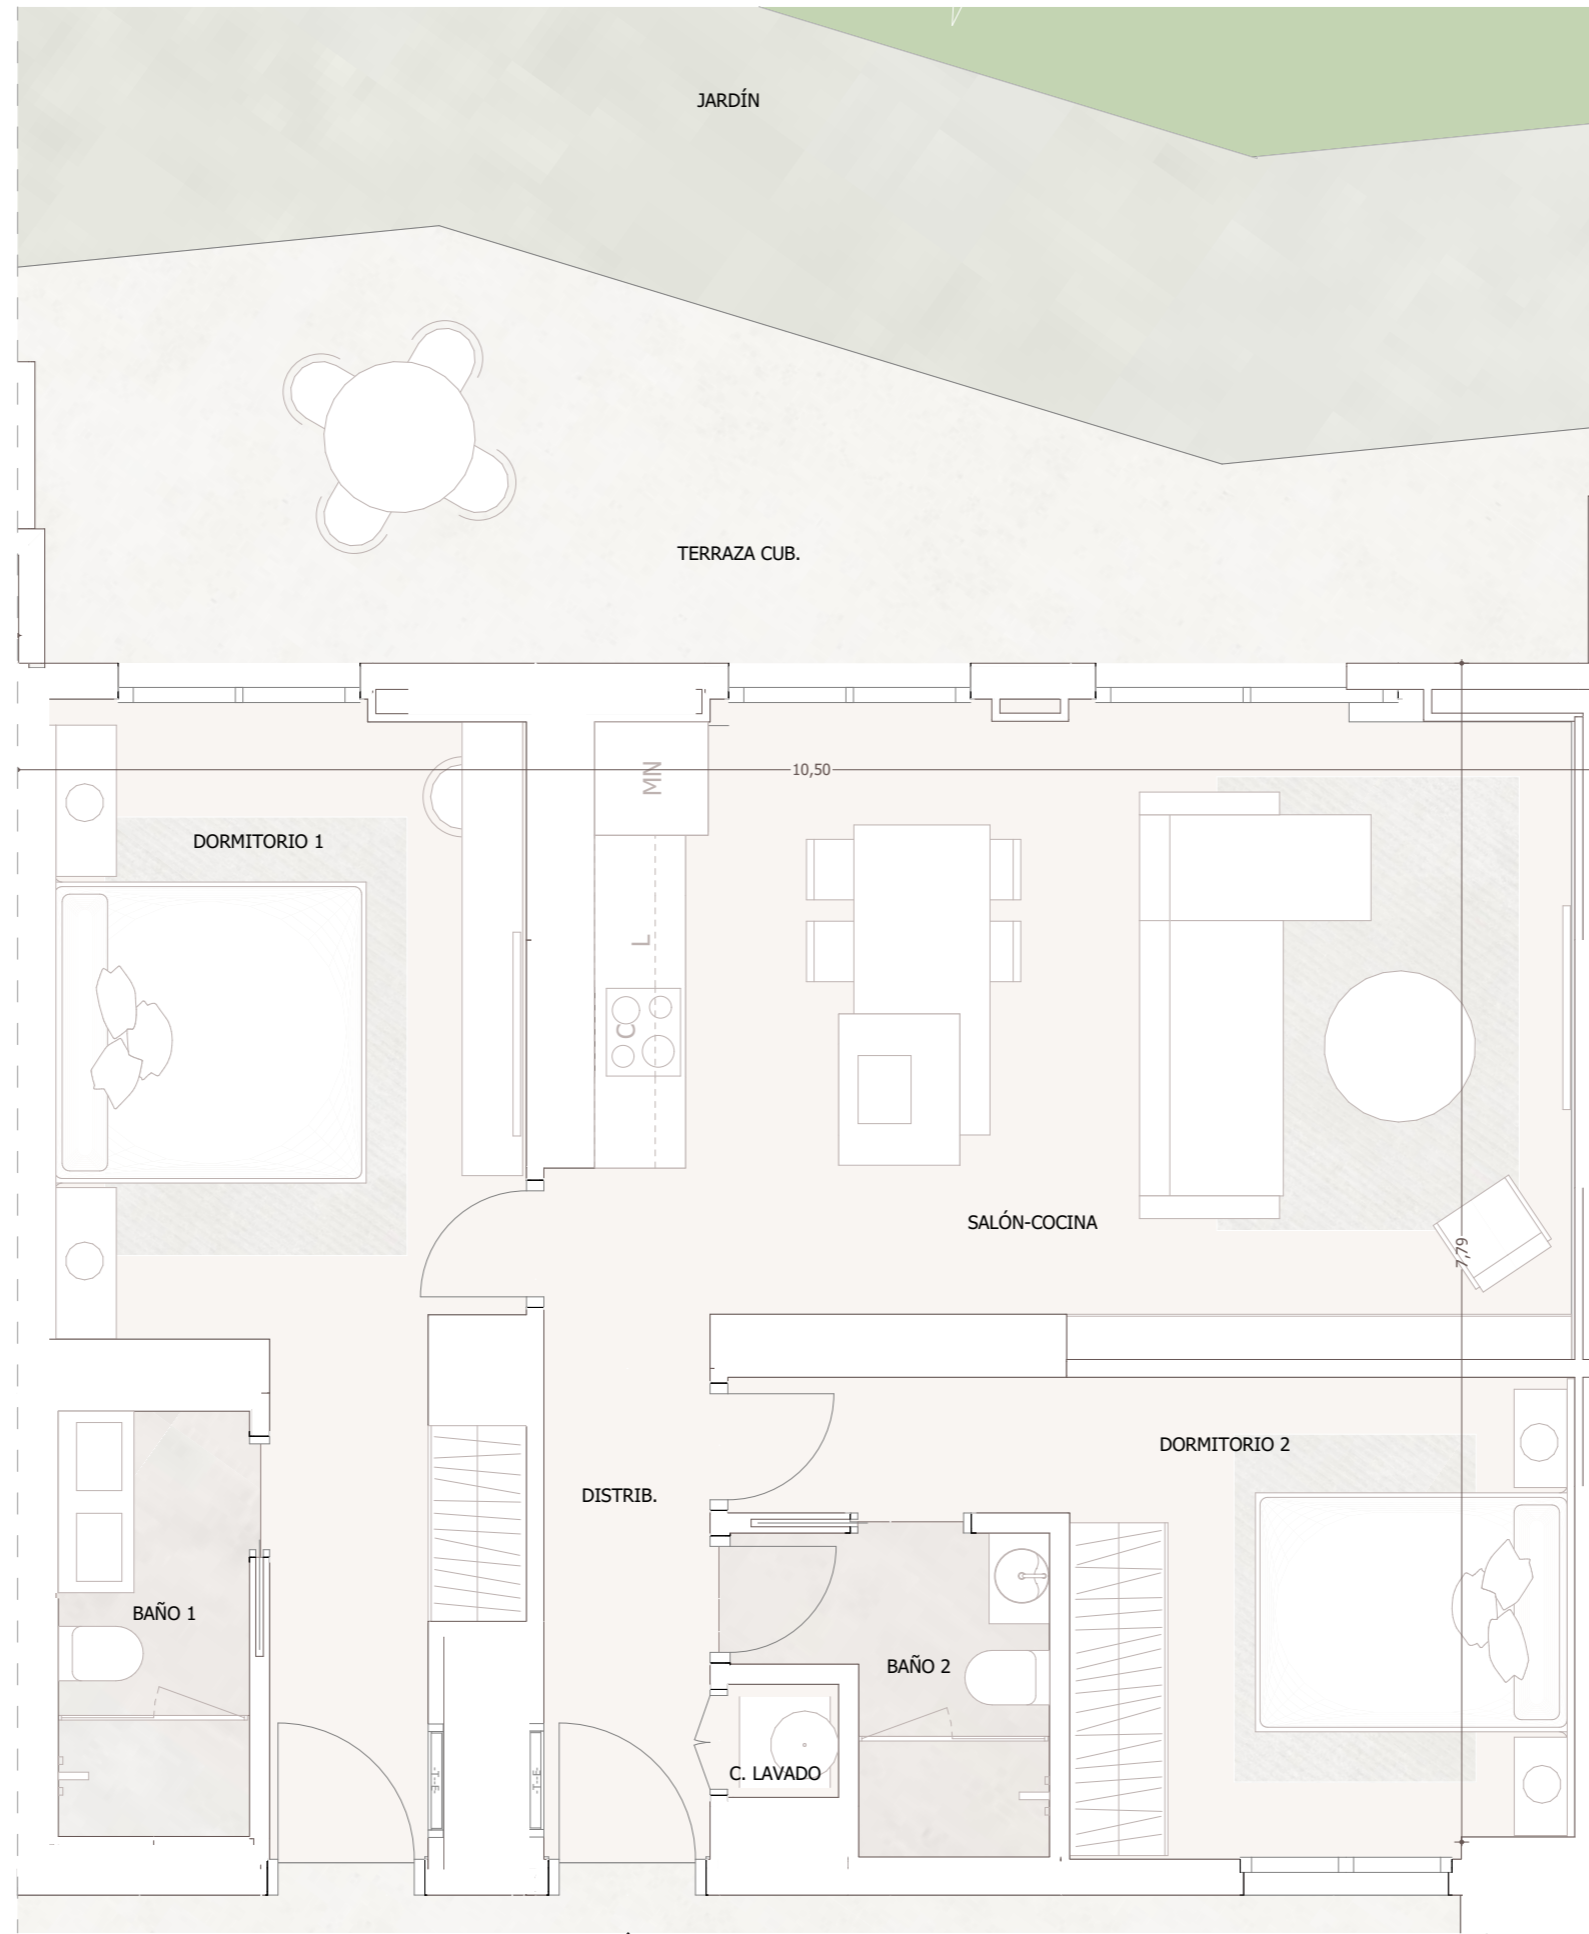 JARDÍN
TERRAZA CUB.
10,50
MN
DORMITORIO 1
L
C
SALÓN-COCINA
7,79
DORMITORIO 2
DISTRIB.
BAÑO 1
BAÑO 2
C. LAVADO